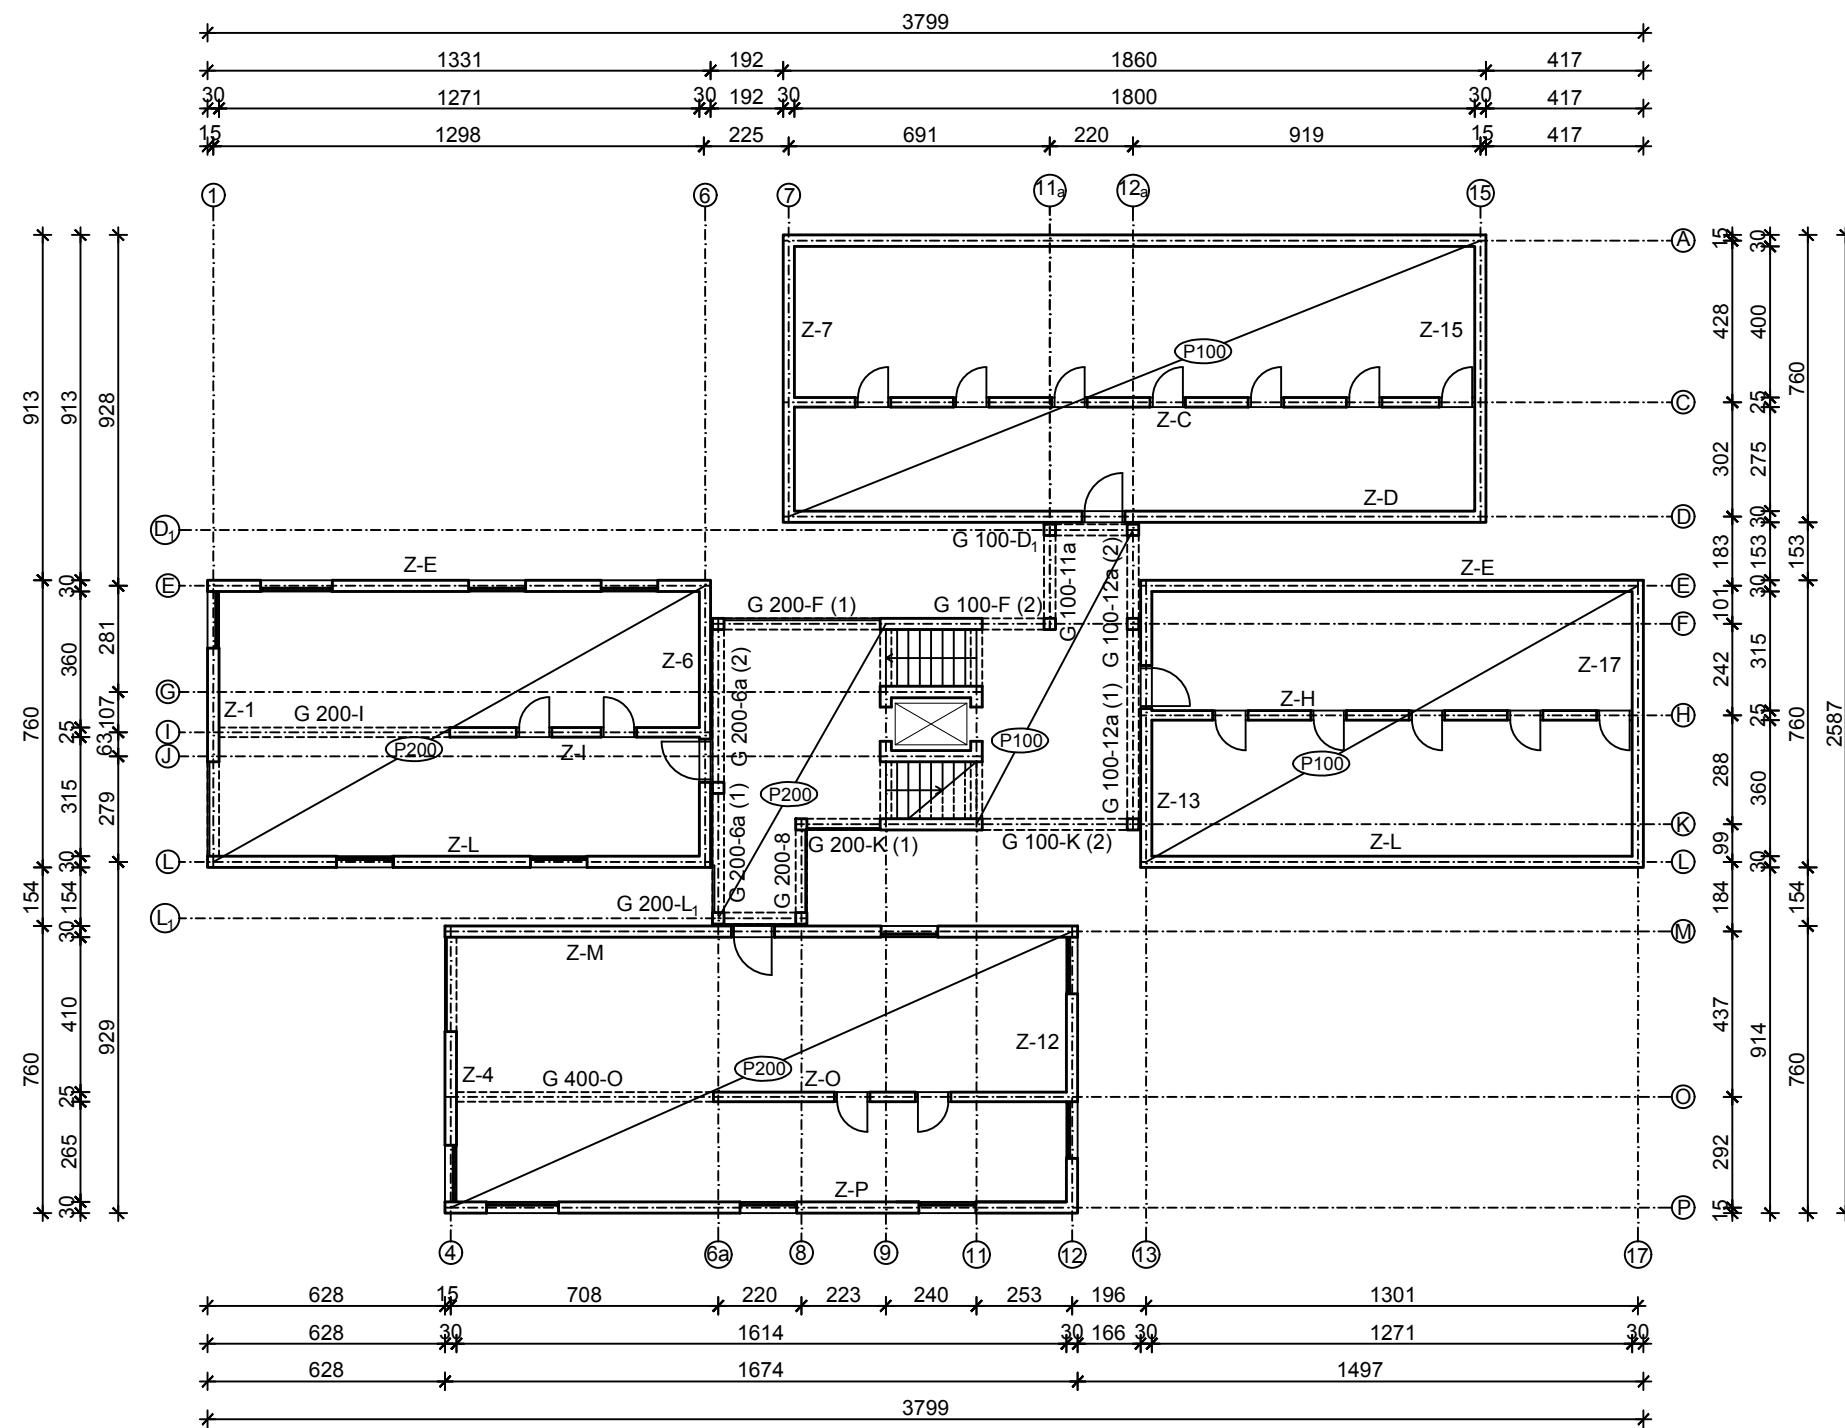 3799
1331 192 1860 417
30 1271 30 192 30 1800 30 417
15 1298 225 691 220 919 15 417
1 6 7 11a 12a 15
A
Z-7 Z-15
P100
C
Z-C
Z-D
D
D1
G 100-D1
G 100-11a
G 100-12a (2)
Z-E
E
Z-E
E
G 200-F (1) G 100-F (2)
F
Z-6
Z-17
G
Z-1
G 200-I
G 200-6a (2)
G 100-12a (1)
Z-H
H
I
P200
Z-I
P100
P100
J
P200
Z-13
G 200-6a (1)
G 200-8
G 200-K (1) G 100-K (2)
K
Z-L
Z-L
L
L
L1
G 200-L1
Z-M
M
Z-12
Z-4
G 400-O
P200
Z-O
O
Z-P
P
4 6a 8 9 11 12 13 17
628 15 708 220 223 240 253 196 1301
628 30 1614 30 166 30 1271 30
628 1674 1497
3799
913 760 154 760
913 30 360 25 315 30 154 30 410 25 265 30
928 281 107 63 279 929
15 428 302 183 101 242 288 99 184 437 292 15
30 400 25 275 30 153 30 315 25 360 30 914
760 153 760 154 760
2587